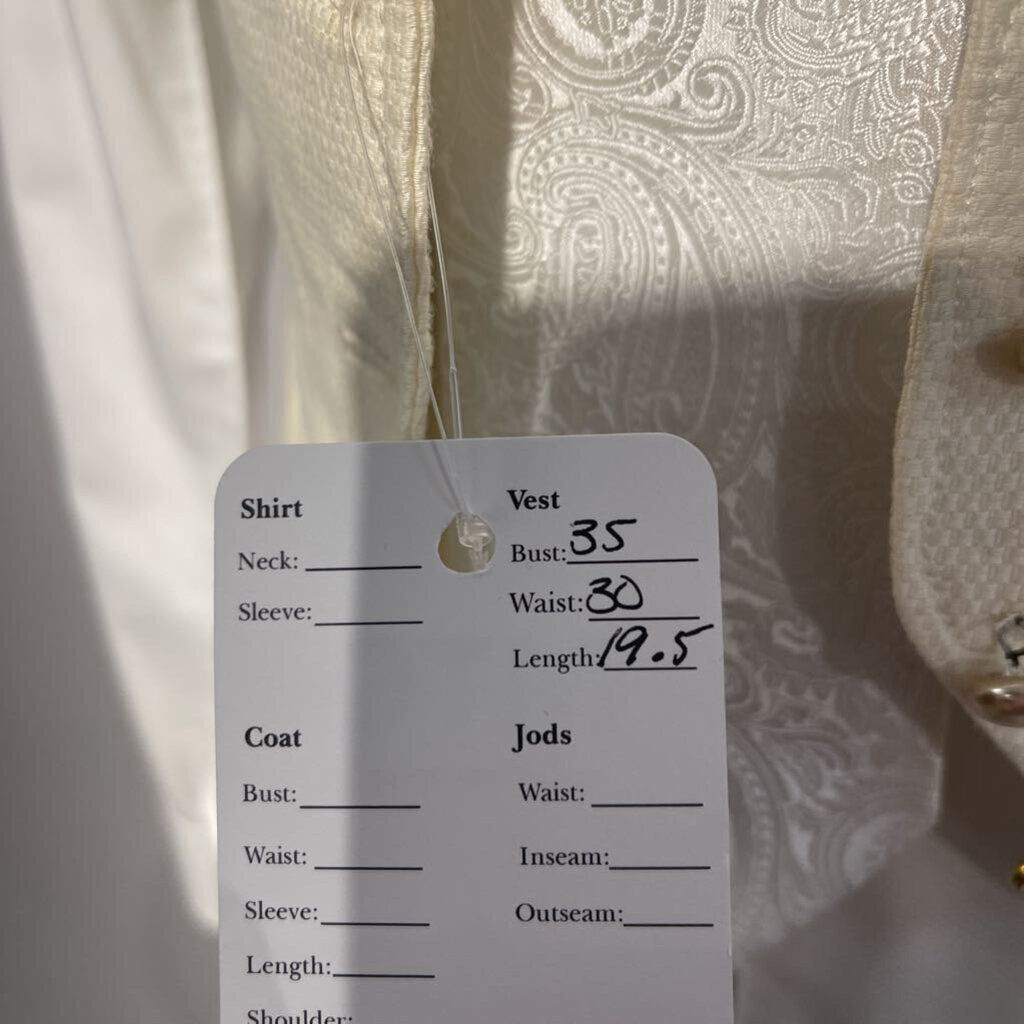 Shirt
Neck:
Sleeve:
Vest
Bust: 35
Waist: 30
Length: 19.5
Coat
Bust:
Waist:
Sleeve:
Length:
Shoulder:
Jods
Waist:
Inseam:
Outseam: